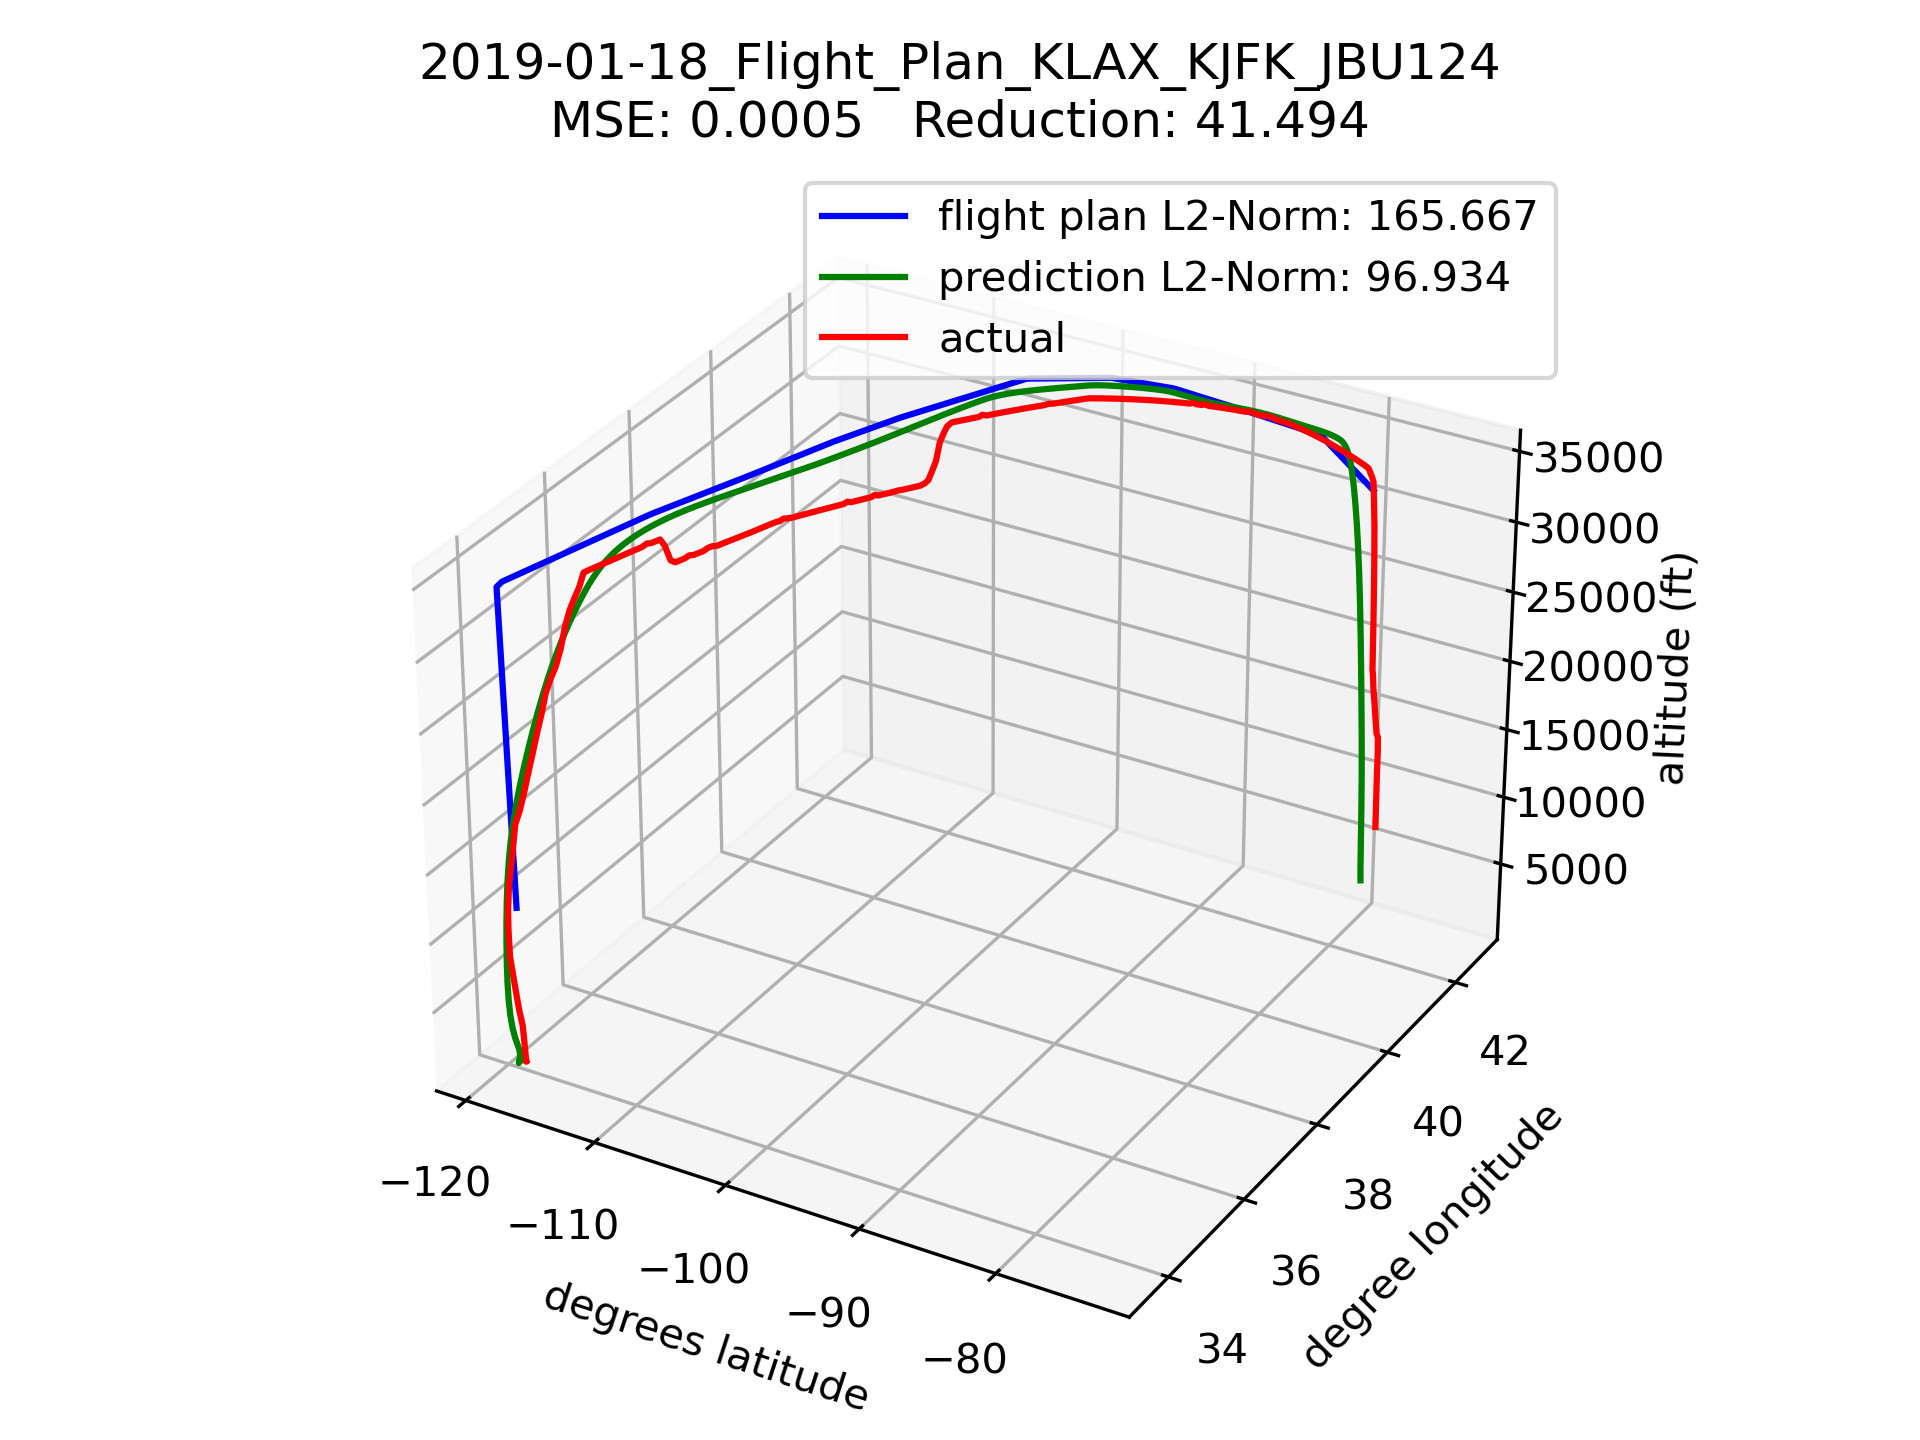 2019-01-18_Flight_Plan_KLAX_KJFK_JBU124
MSE: 0.0005   Reduction: 41.494
flight plan L2-Norm: 165.667
prediction L2-Norm: 96.934
actual
35000
30000
25000
20000
15000
10000
5000
altitude (ft)
42
40
38
36
34
degree longitude
−120
−110
−100
−90
−80
degrees latitude